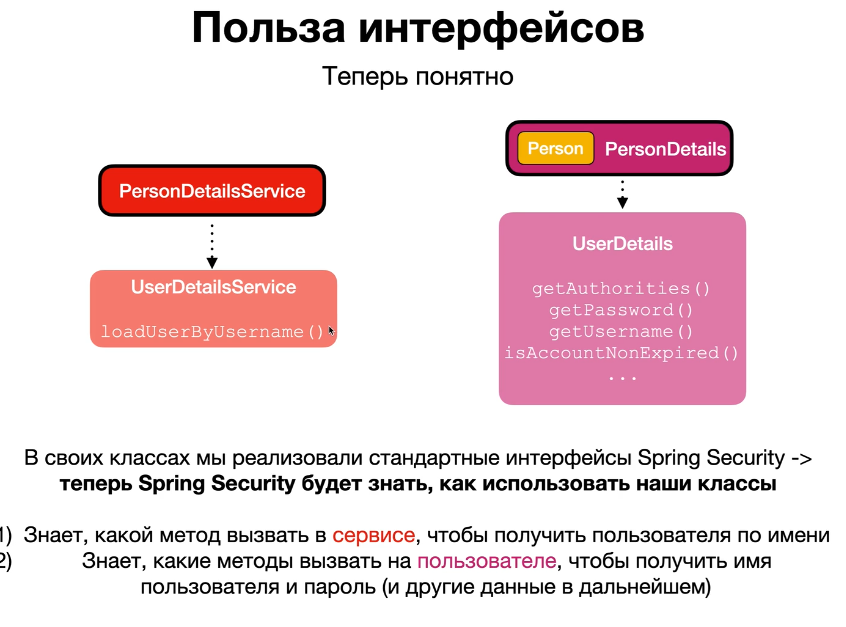 Польза интерфейсов
Теперь понятно
Person PersonDetails
PersonDetailsService
UserDetailsService
loadUserByUsername()
UserDetails
getAuthorities()
getPassword()
getUsername()
isAccountNonExpired()
...
В своих классах мы реализовали стандартные интерфейсы Spring Security ->
теперь Spring Security будет знать, как использовать наши классы
1) Знает, какой метод вызвать в сервисе, чтобы получить пользователя по имени
2) Знает, какие методы вызвать на пользователе, чтобы получить имя
пользователя и пароль (и другие данные в дальнейшем)